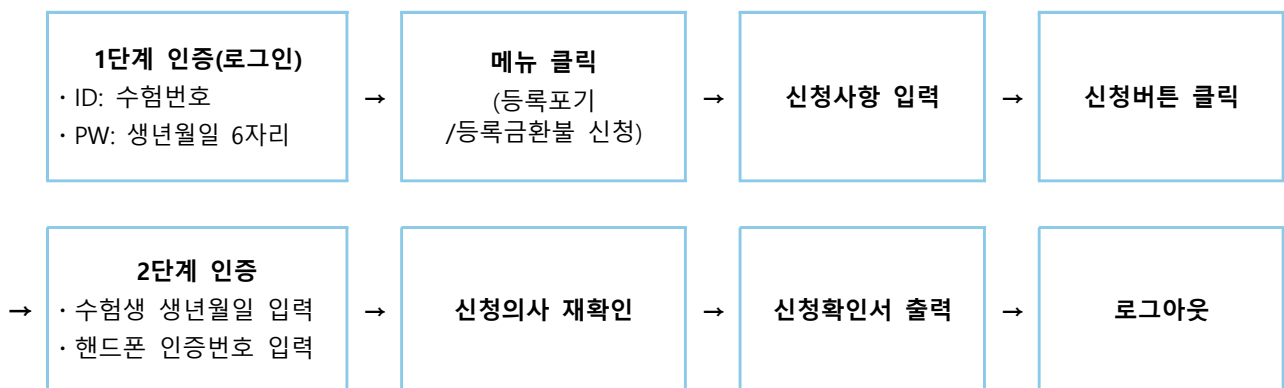 1단계 인증(로그인)
· ID: 수험번호
· PW: 생년월일 6자리
→
메뉴 클릭
(등록포기
/등록금환불 신청)
→
신청사항 입력
→
신청버튼 클릭
→
2단계 인증
· 수험생 생년월일 입력
· 핸드폰 인증번호 입력
→
신청의사 재확인
→
신청확인서 출력
→
로그아웃